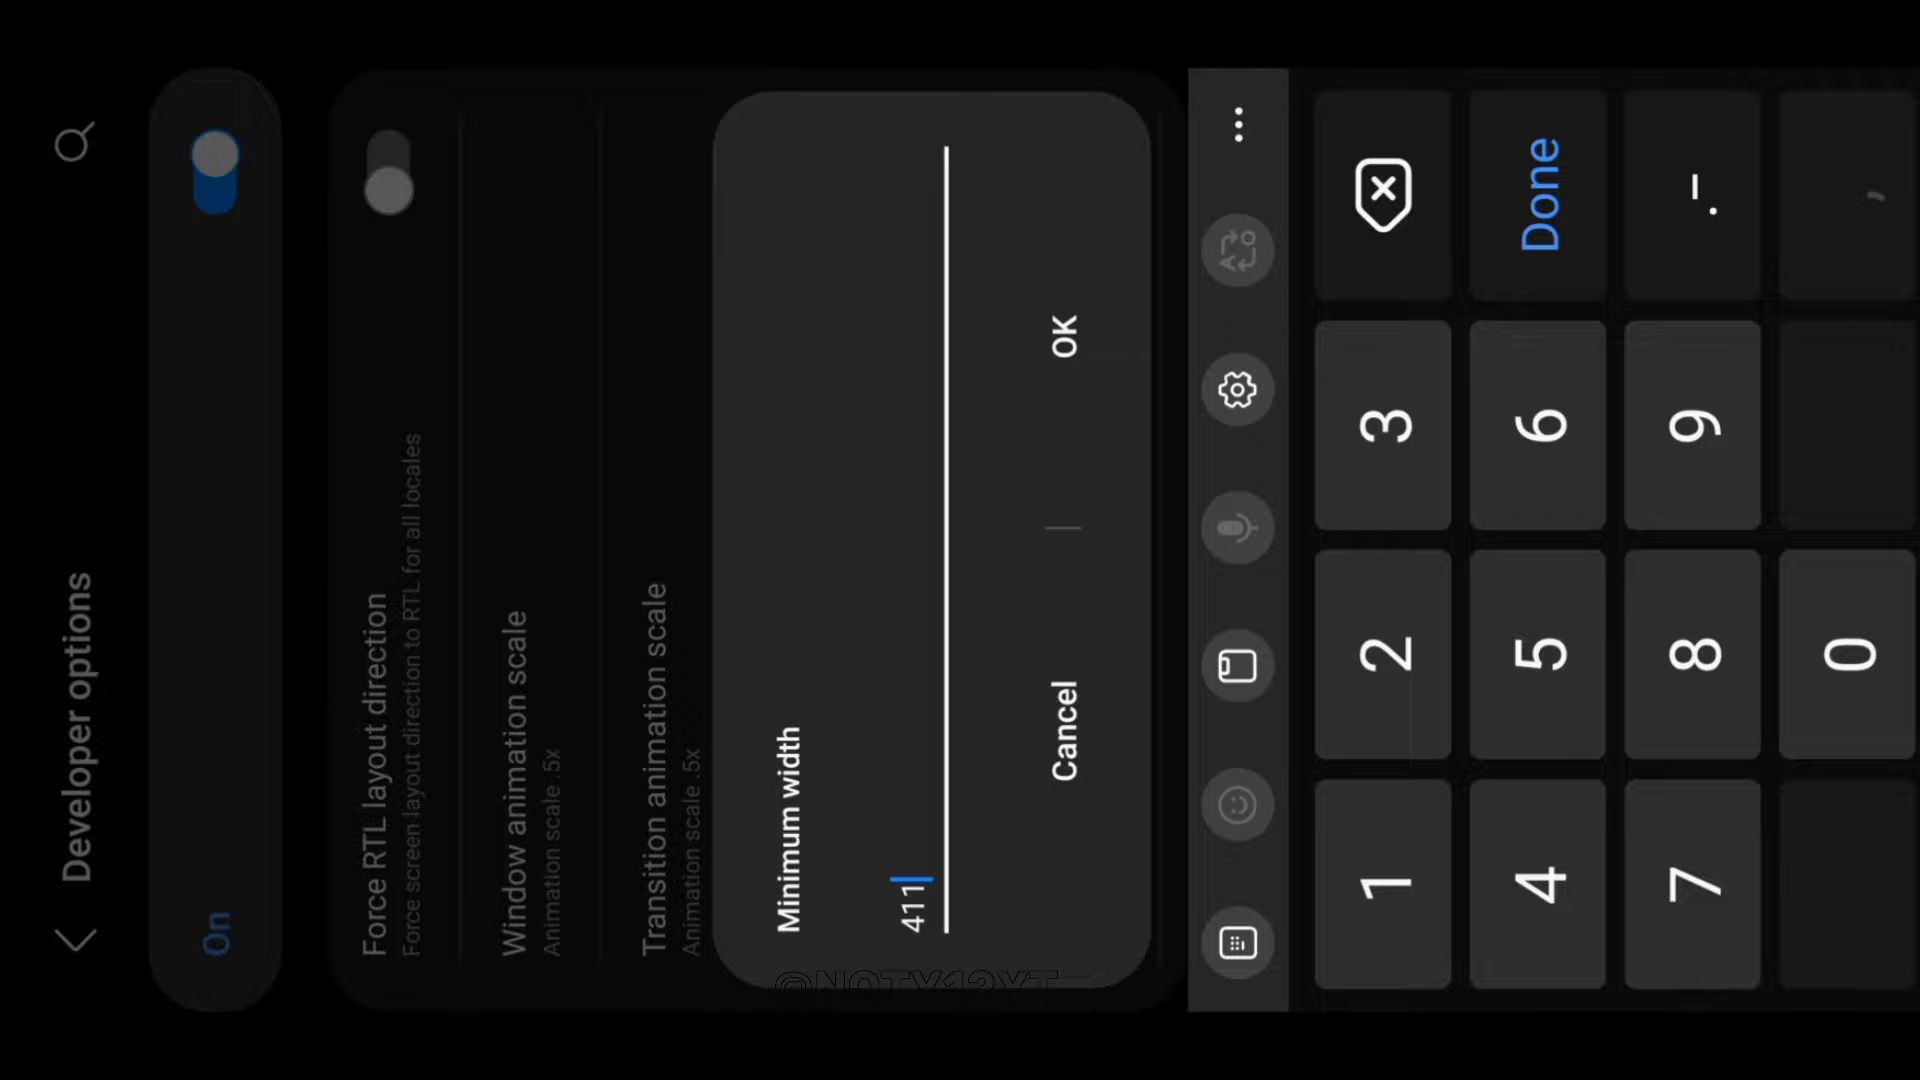 Developer options
On
Force RTL layout direction
Force screen layout direction to RTL for all locales
Window animation scale
Animation scale .5x
Transition animation scale
Animation scale .5x
Minimum width
411
Cancel
OK
1 2 3
4 5 6 Done
7 8 9 .-
0 ,
@NOTY12YT